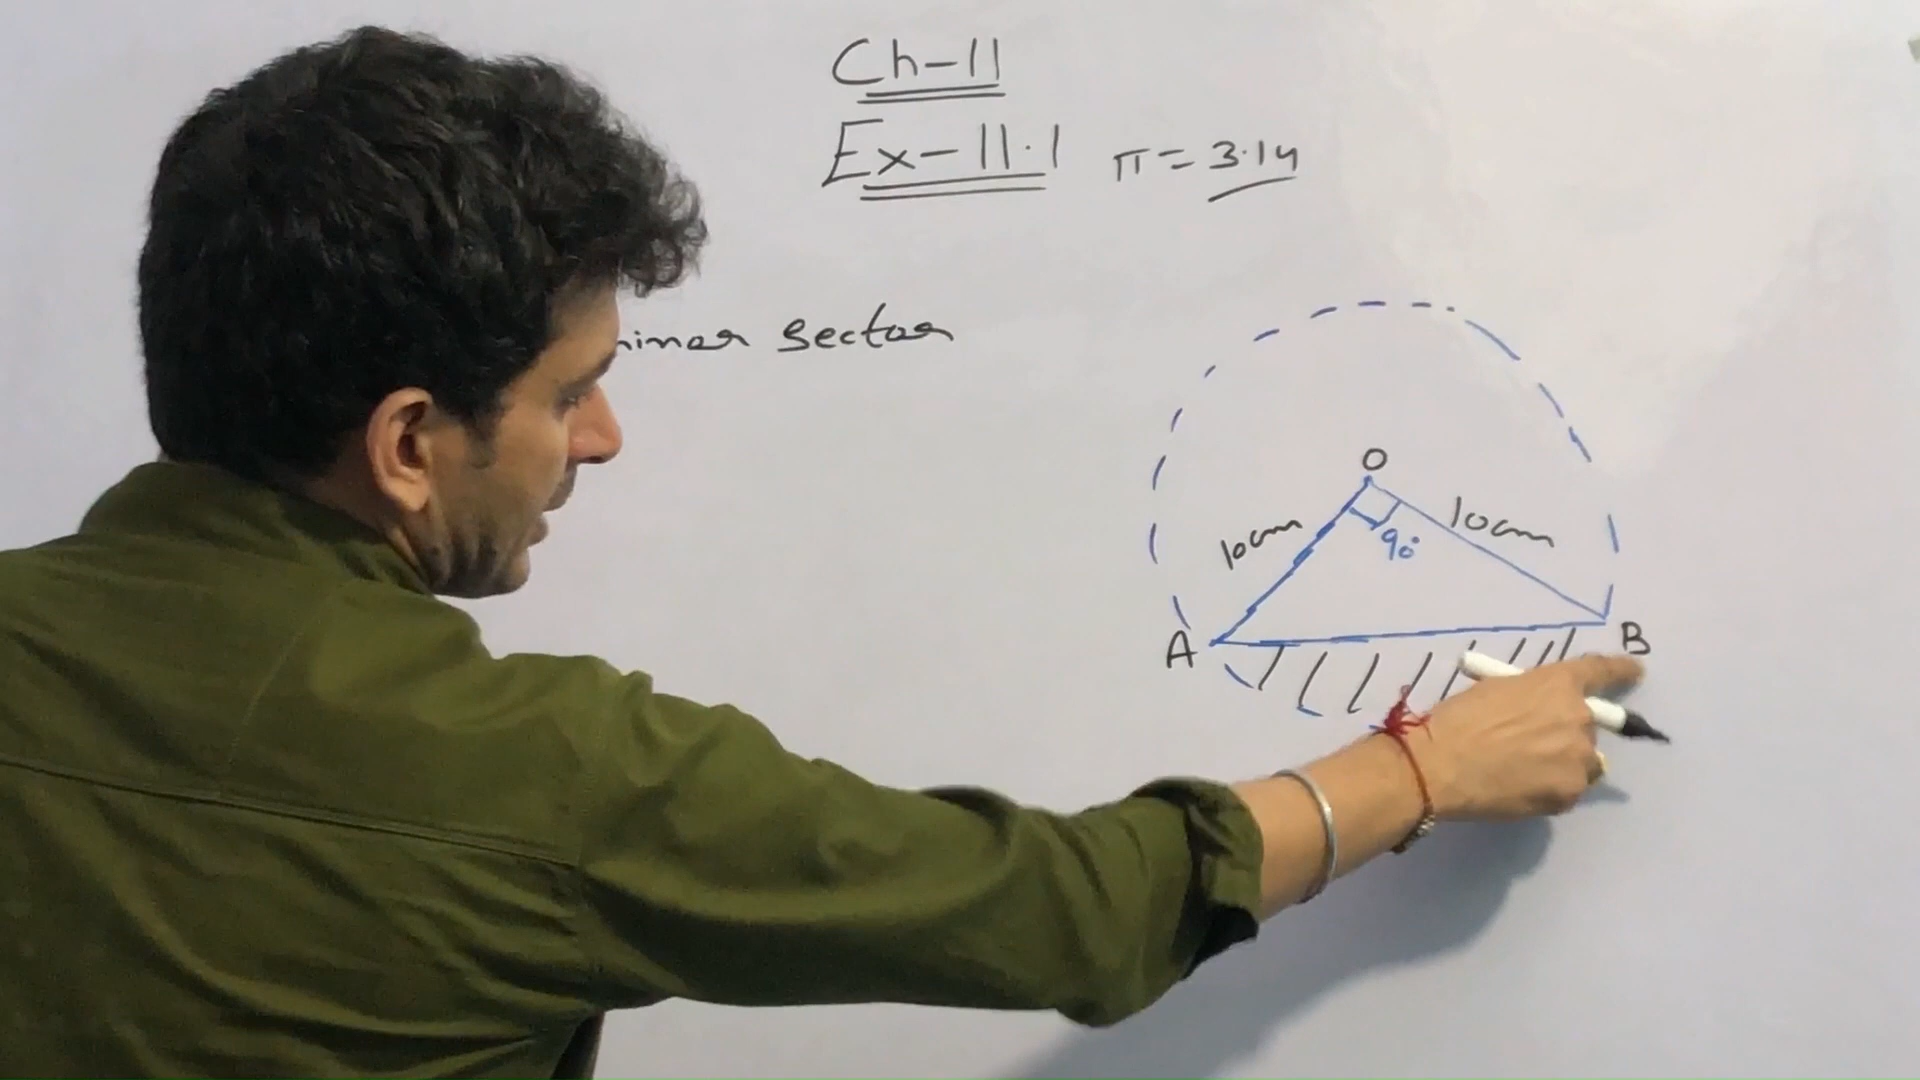 Ch-11
Ex-11.1 π = 3.14
sector
O
10cm 10cm
90°
A B